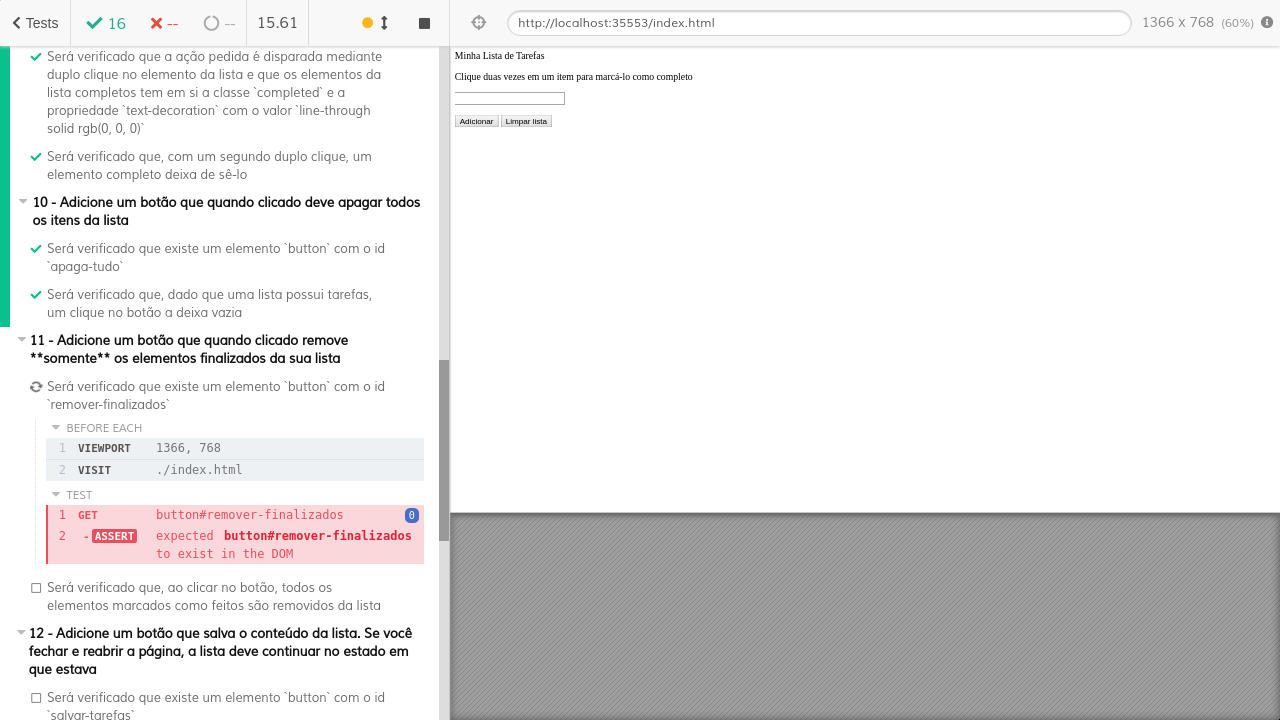 Tests
16
--
--
15.61
http://localhost:35553/index.html
1366 x 768 (60%)
Será verificado que a ação pedida é disparada mediante
duplo clique no elemento da lista e que os elementos da
lista completos tem em si a classe `completed` e a
propriedade `text-decoration` com o valor `line-through
solid rgb(0, 0, 0)`
Será verificado que, com um segundo duplo clique, um
elemento completo deixa de sê-lo
10 - Adicione um botão que quando clicado deve apagar todos
os itens da lista
Será verificado que existe um elemento `button` com o id
`apaga-tudo`
Será verificado que, dado que uma lista possui tarefas,
um clique no botão a deixa vazia
11 - Adicione um botão que quando clicado remove
**somente** os elementos finalizados da sua lista
Será verificado que existe um elemento `button` com o id
`remover-finalizados`
BEFORE EACH
1 VIEWPORT 1366, 768
2 VISIT ./index.html
TEST
1 GET button#remover-finalizados 0
2 -ASSERT expected button#remover-finalizados
to exist in the DOM
Será verificado que, ao clicar no botão, todos os
elementos marcados como feitos são removidos da lista
12 - Adicione um botão que salva o conteúdo da lista. Se você
fechar e reabrir a página, a lista deve continuar no estado em
que estava
Será verificado que existe um elemento `button` com o id
`salvar-tarefas`
Minha Lista de Tarefas
Clique duas vezes em um item para marcá-lo como completo
Adicionar Limpar lista